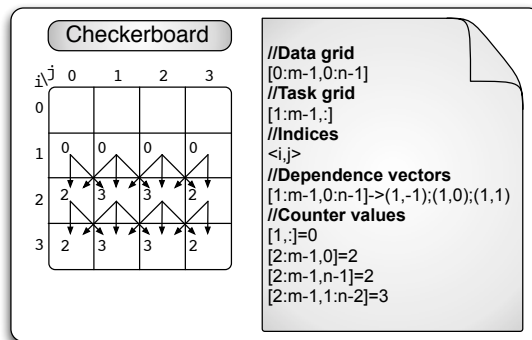 Checkerboard
i\j 0 1 2 3
0
1
0 0 0 0
2
2 3 3 2
3
2 3 3 2
//Data grid
[0:m-1,0:n-1]
//Task grid
[1:m-1,:]
//Indices
<i,j>
//Dependence vectors
[1:m-1,0:n-1]->(1,-1);(1,0);(1,1)
//Counter values
[1,:]=0
[2:m-1,0]=2
[2:m-1,n-1]=2
[2:m-1,1:n-2]=3